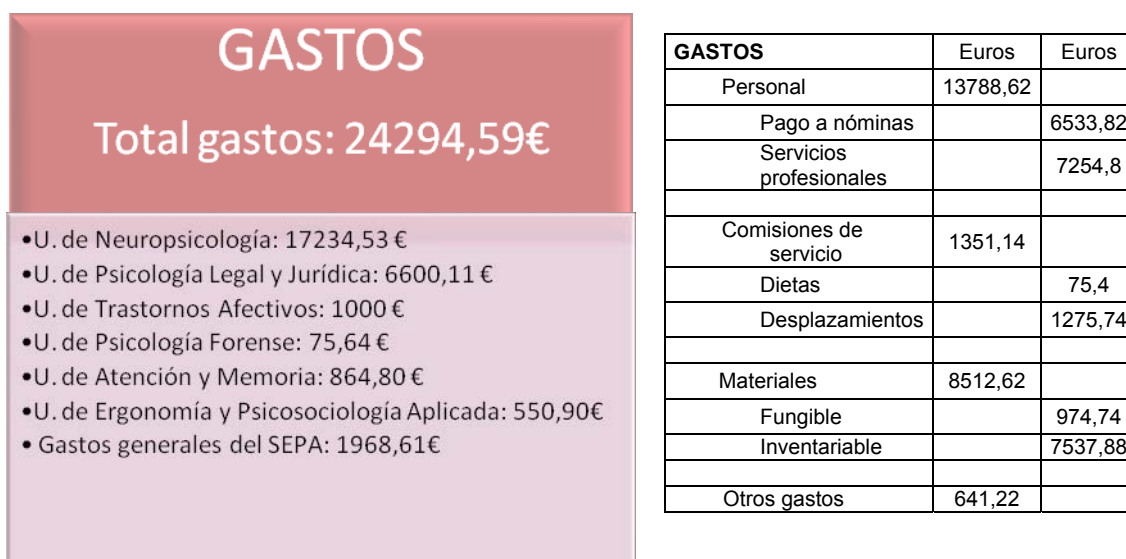 GASTOS
Total gastos: 24294,59€
•U. de Neuropsicología: 17234,53 €
•U. de Psicología Legal y Jurídica: 6600,11 €
•U. de Trastornos Afectivos: 1000 €
•U. de Psicología Forense: 75,64 €
•U. de Atención y Memoria: 864,80 €
•U. de Ergonomía y Psicosociología Aplicada: 550,90€
• Gastos generales del SEPA: 1968,61€
GASTOS Euros Euros
Personal 13788,62
Pago a nóminas 6533,82
Servicios
profesionales 7254,8
Comisiones de
servicio 1351,14
Dietas 75,4
Desplazamientos 1275,74
Materiales 8512,62
Fungible 974,74
Inventariable 7537,88
Otros gastos 641,22